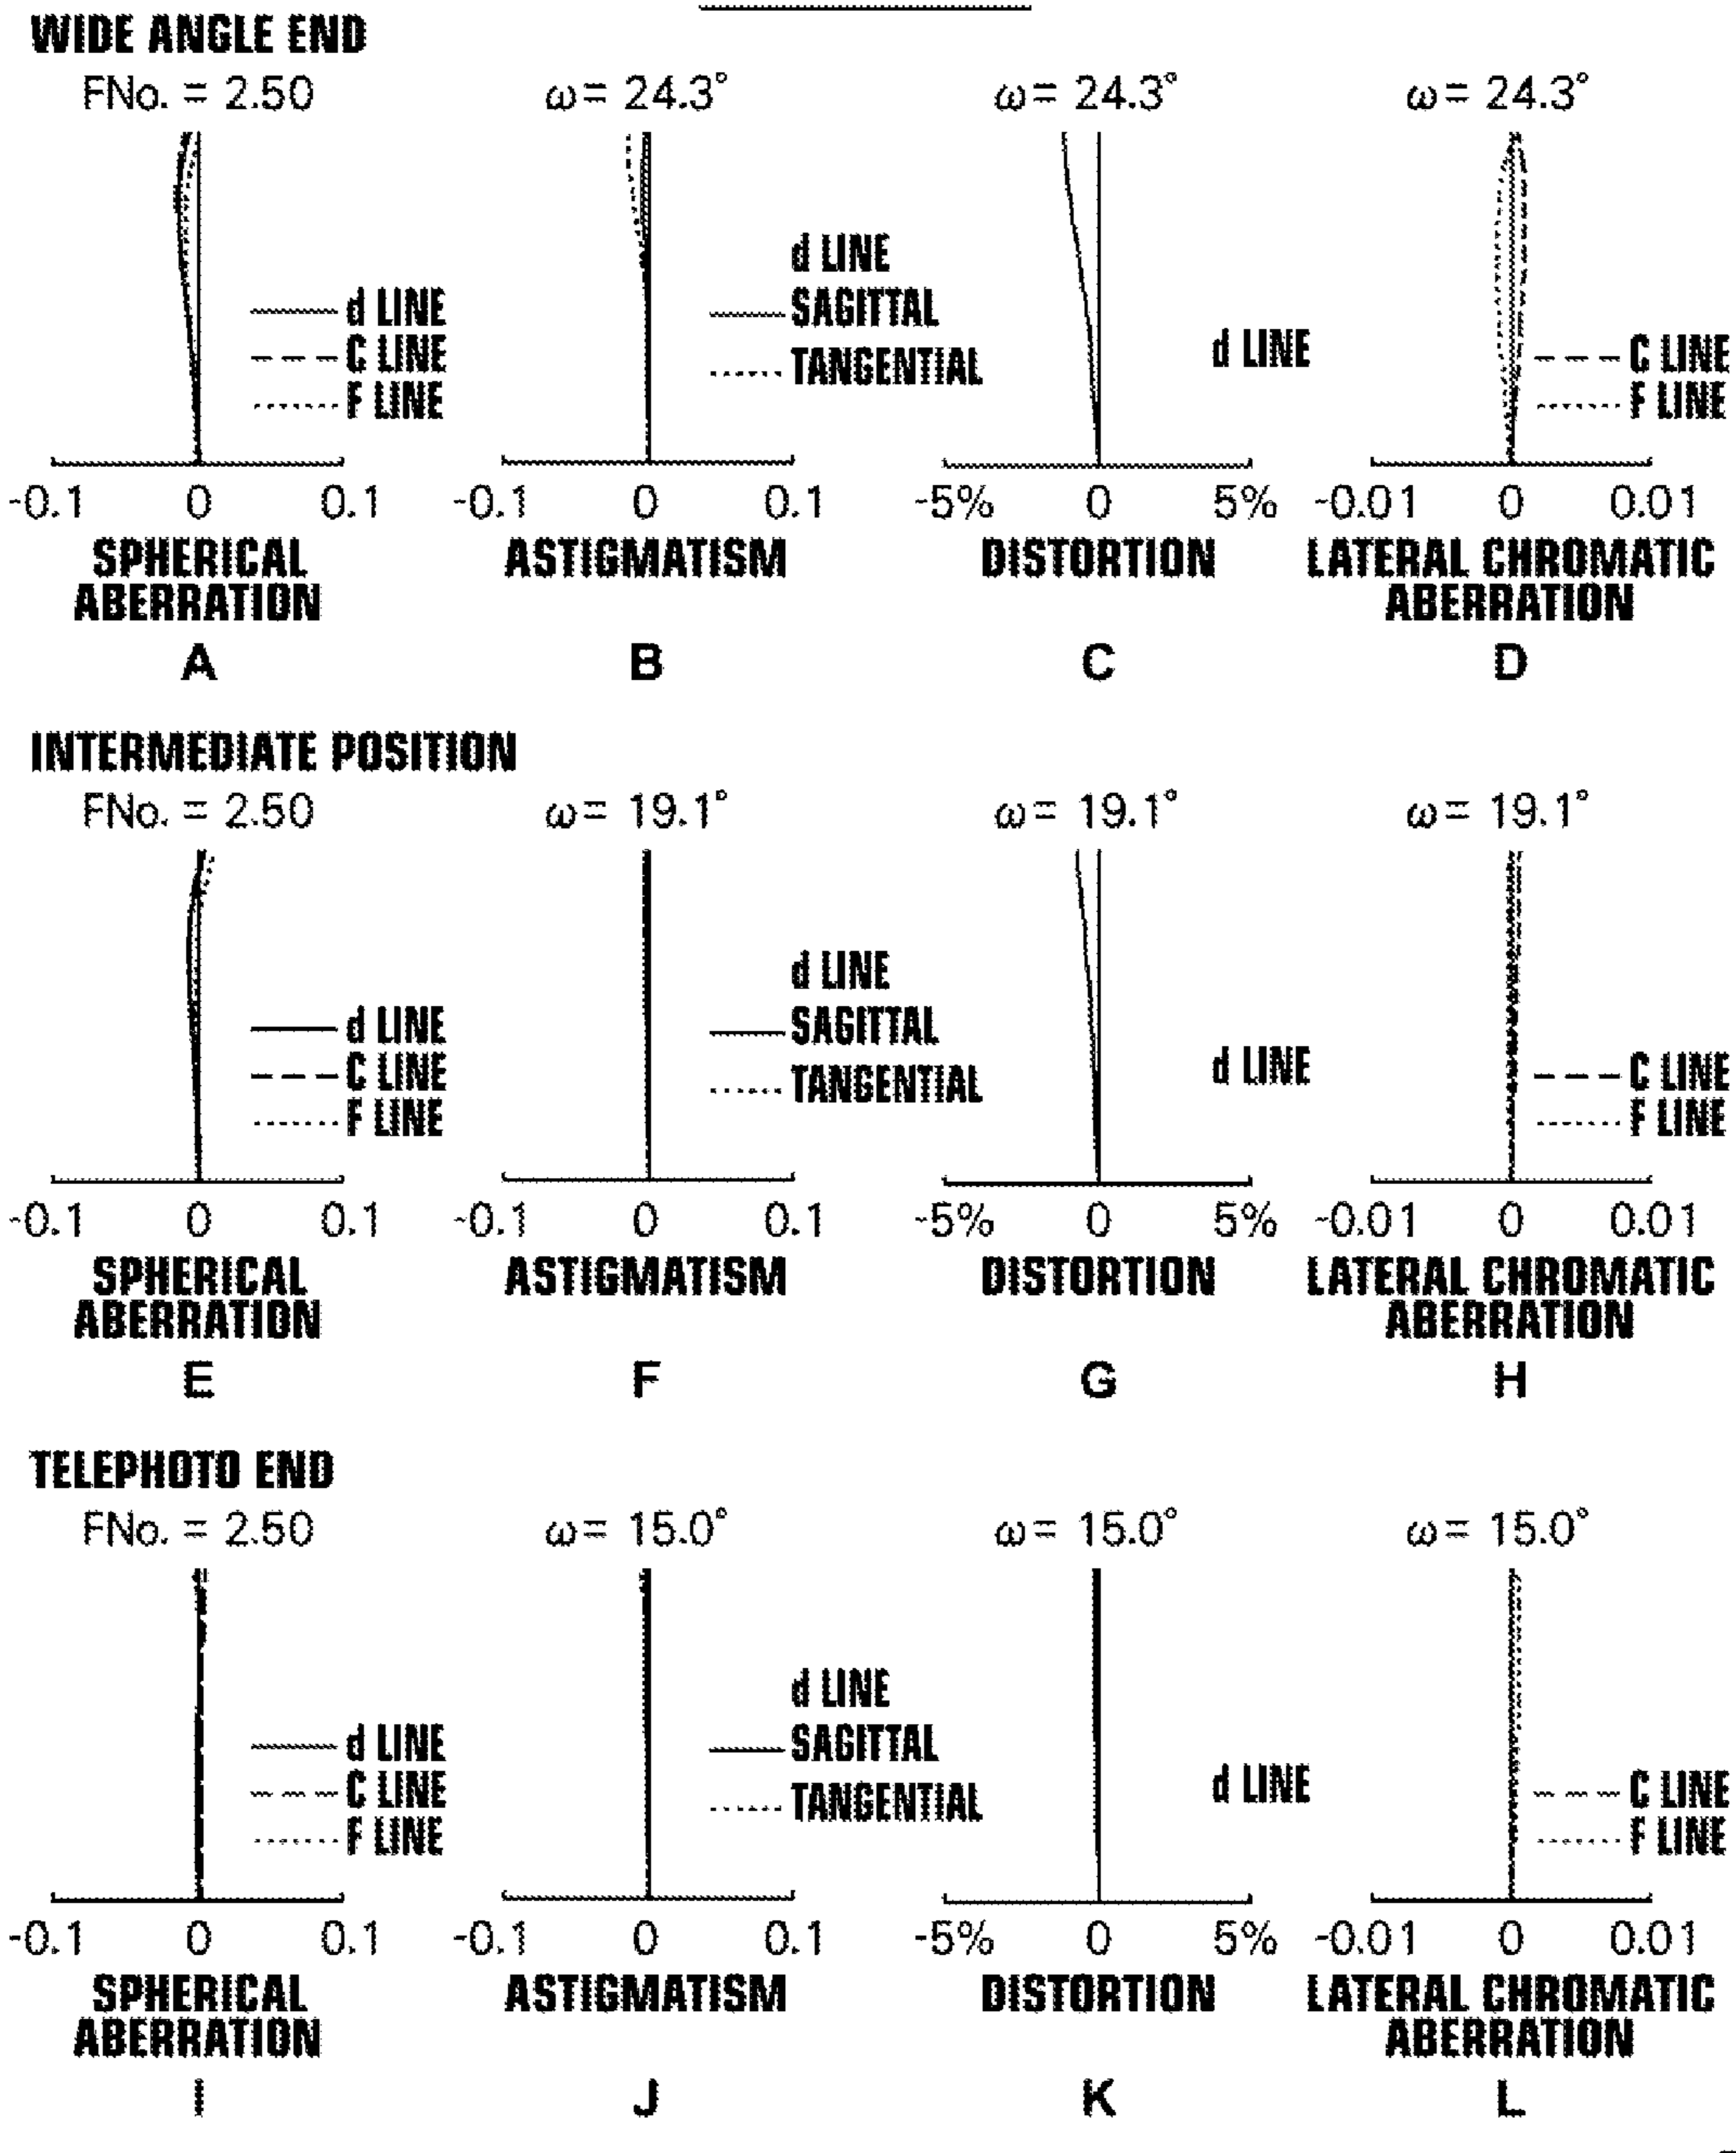 WIDE ANGLE END
FNo. = 2.50 ω= 24.3° ω= 24.3° ω= 24.3°
d LINE
C LINE
F LINE
d LINE
SAGITTAL
TANGENTIAL
d LINE
C LINE
F LINE
-0.1 0 0.1 -0.1 0 0.1 -5% 0 5% -0.01 0 0.01
SPHERICAL ABERRATION
ASTIGMATISM
DISTORTION
LATERAL CHROMATIC ABERRATION
A B C D
INTERMEDIATE POSITION
FNo. = 2.50 ω= 19.1° ω= 19.1° ω= 19.1°
d LINE
C LINE
F LINE
d LINE
SAGITTAL
TANGENTIAL
d LINE
C LINE
F LINE
-0.1 0 0.1 -0.1 0 0.1 -5% 0 5% -0.01 0 0.01
SPHERICAL ABERRATION
ASTIGMATISM
DISTORTION
LATERAL CHROMATIC ABERRATION
E F G H
TELEPHOTO END
FNo. = 2.50 ω= 15.0° ω= 15.0° ω= 15.0°
d LINE
C LINE
F LINE
d LINE
SAGITTAL
TANGENTIAL
d LINE
C LINE
F LINE
-0.1 0 0.1 -0.1 0 0.1 -5% 0 5% -0.01 0 0.01
SPHERICAL ABERRATION
ASTIGMATISM
DISTORTION
LATERAL CHROMATIC ABERRATION
I J K L